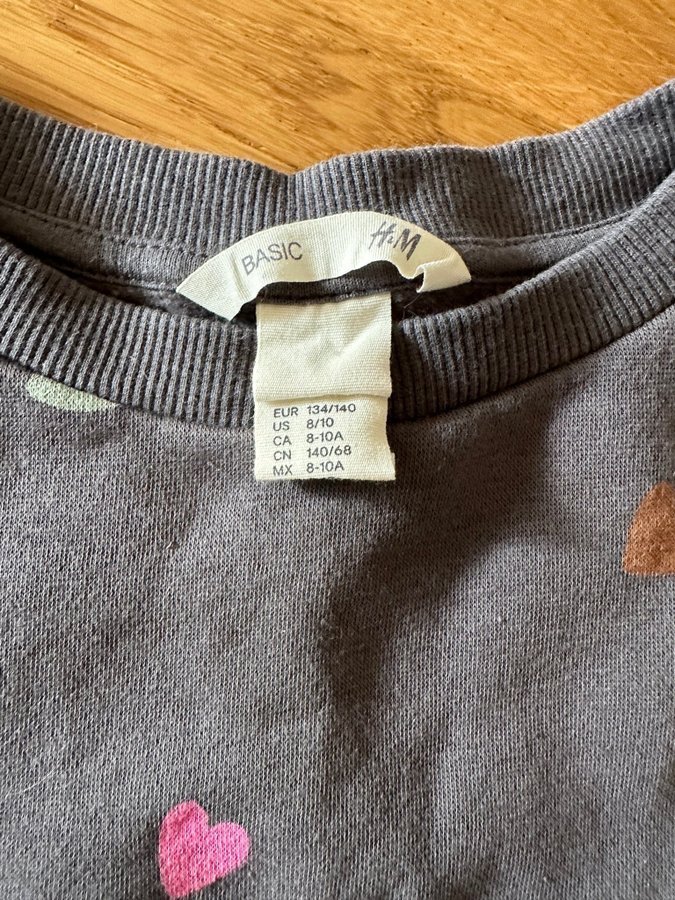 BASIC H&M
EUR 134/140
US 8/10
CA 8-10A
CN 140/68
MX 8-10A